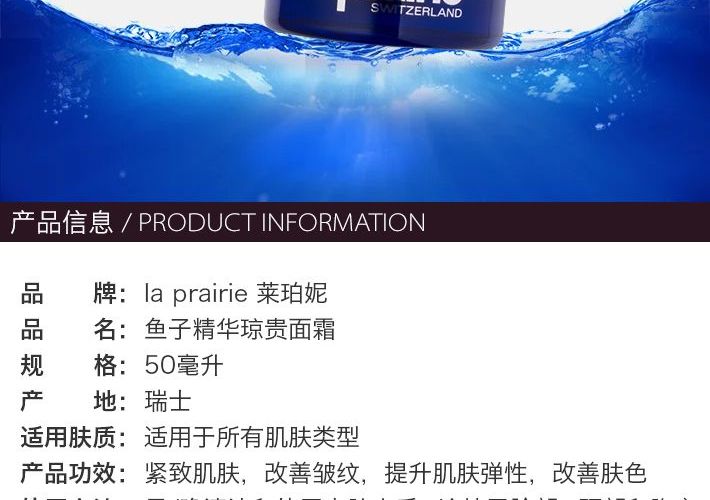 SWITZERLAND
产品信息 / PRODUCT INFORMATION
品 牌： la prairie 莱珀妮
品 名： 鱼子精华琼贵面霜
规 格： 50毫升
产 地： 瑞士
适用肤质： 适用于所有肌肤类型
产品功效： 紧致肌肤，改善皱纹，提升肌肤弹性，改善肤色